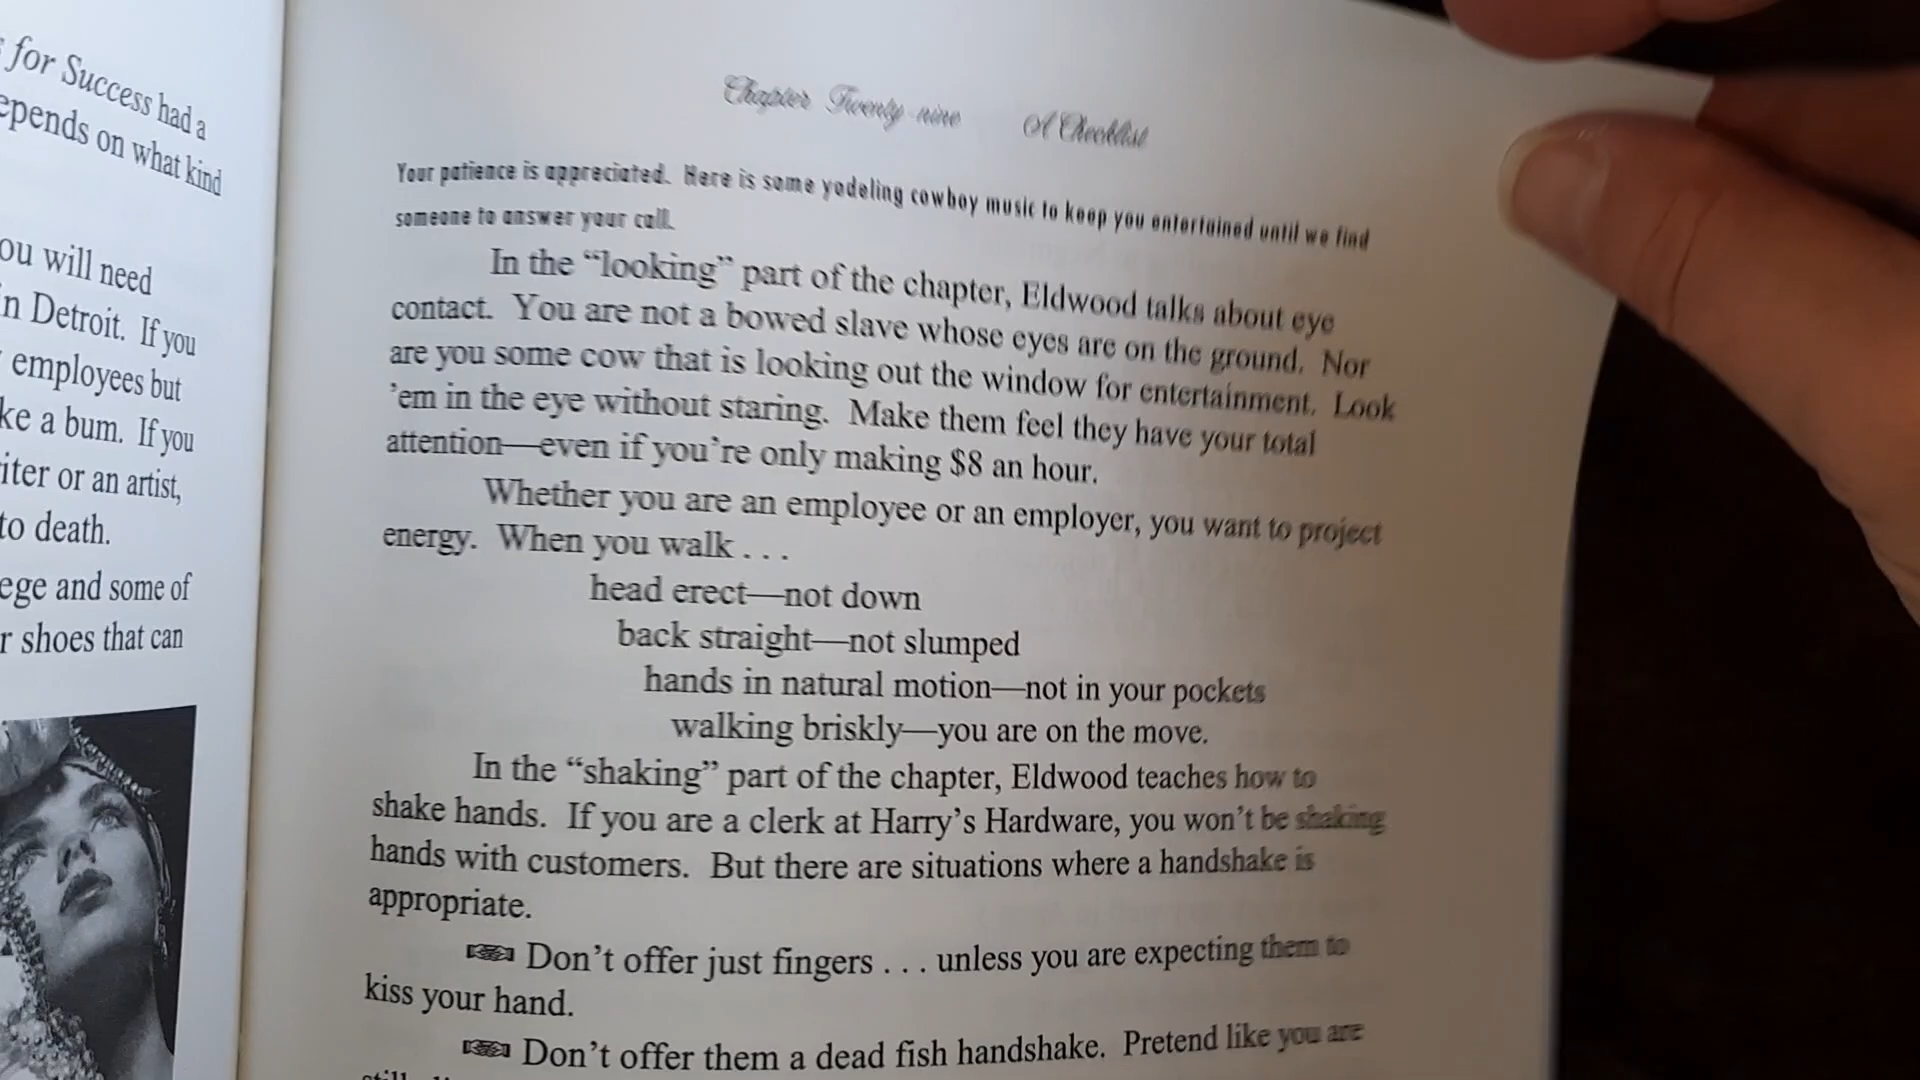 for Success had a
epends on what kind
ou will need
n Detroit. If you
employees but
ke a bum. If you
iter or an artist,
to death.
ege and some of
r shoes that can
Chapter Twenty-nine A Checklist
Your patience is appreciated. Here is some yodeling cowboy music to keep you entertained until we find
someone to answer your call.
In the “looking” part of the chapter, Eldwood talks about eye
contact. You are not a bowed slave whose eyes are on the ground. Nor
are you some cow that is looking out the window for entertainment. Look
’em in the eye without staring. Make them feel they have your total
attention—even if you’re only making $8 an hour.
Whether you are an employee or an employer, you want to project
energy. When you walk . . .
head erect—not down
back straight—not slumped
hands in natural motion—not in your pockets
walking briskly—you are on the move.
In the “shaking” part of the chapter, Eldwood teaches how to
shake hands. If you are a clerk at Harry’s Hardware, you won’t be shaking
hands with customers. But there are situations where a handshake is
appropriate.
☞ Don’t offer just fingers . . . unless you are expecting them to
kiss your hand.
☞ Don’t offer them a dead fish handshake. Pretend like you are